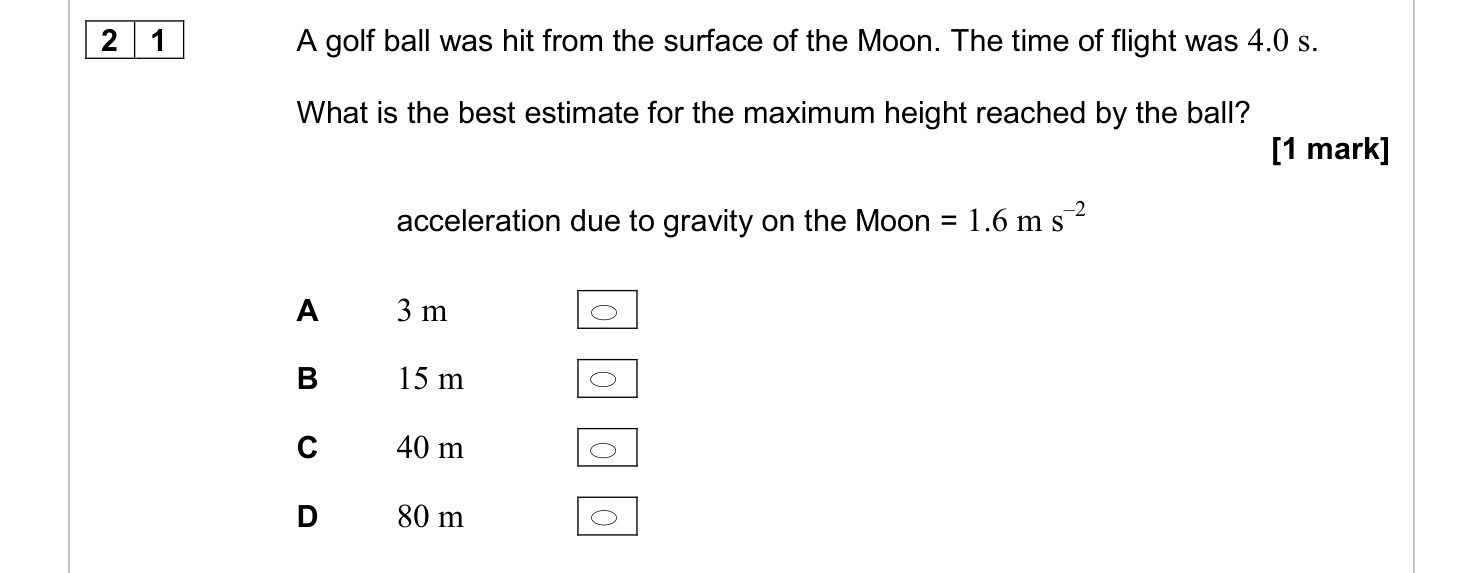 2 1 A golf ball was hit from the surface of the Moon. The time of flight was 4.0 s.
What is the best estimate for the maximum height reached by the ball?
[1 mark]
acceleration due to gravity on the Moon = 1.6 m s⁻²
A 3 m
B 15 m
C 40 m
D 80 m